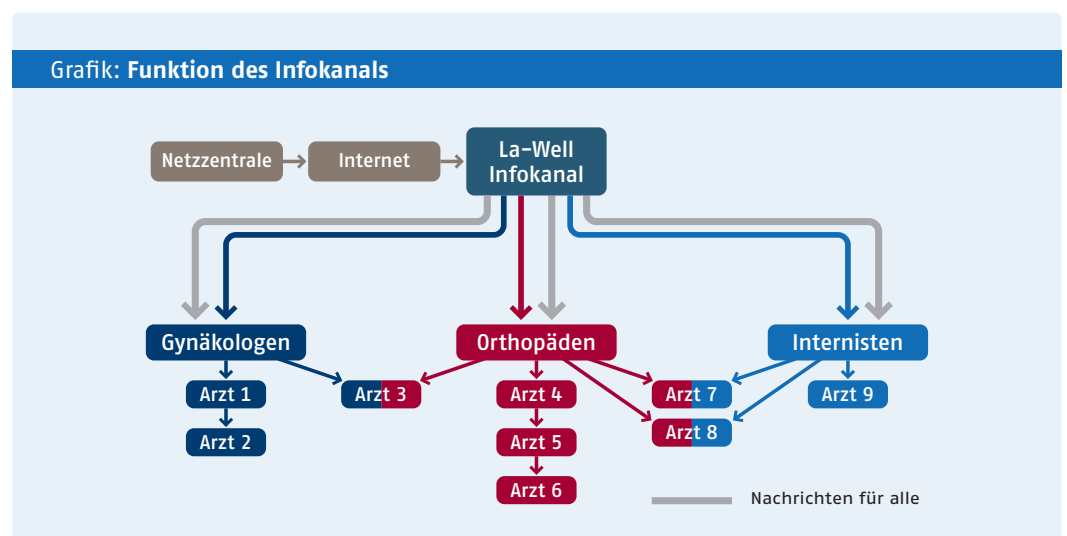 Grafik: Funktion des Infokanals
Netzzentrale
Internet
La-Well
Infokanal
Gynäkologen
Orthopäden
Internisten
Arzt 1
Arzt 3
Arzt 4
Arzt 7
Arzt 9
Arzt 8
Arzt 2
Arzt 5
Arzt 6
Nachrichten für alle